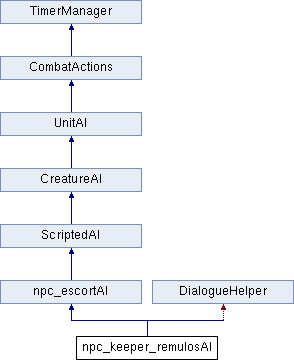 TimerManager
CombatActions
UnitAI
CreatureAI
ScriptedAI
npc_escortAI
DialogueHelper
npc_keeper_remulosAI